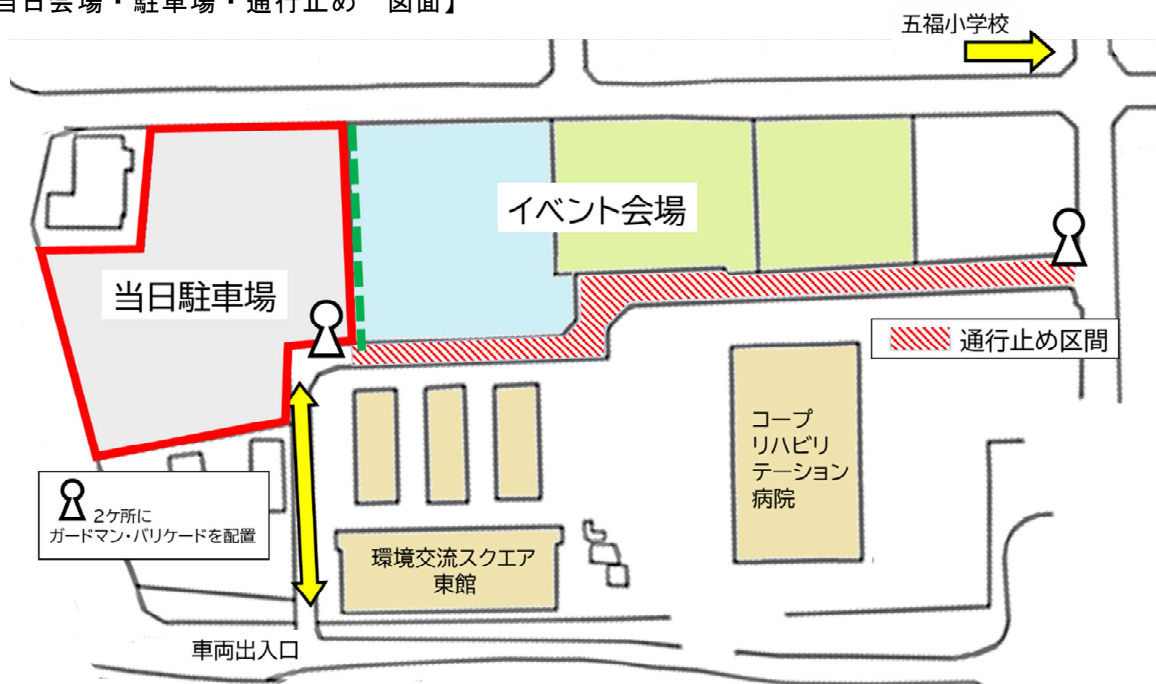 当日会場・駐車場・通行止め 図面】
五福小学校
イベント会場
当日駐車場
通行止め区間
コープ
リハビリ
テーション
病院
2ケ所に
ガードマン・バリケードを配置
環境交流スクエア
東館
車両出入口